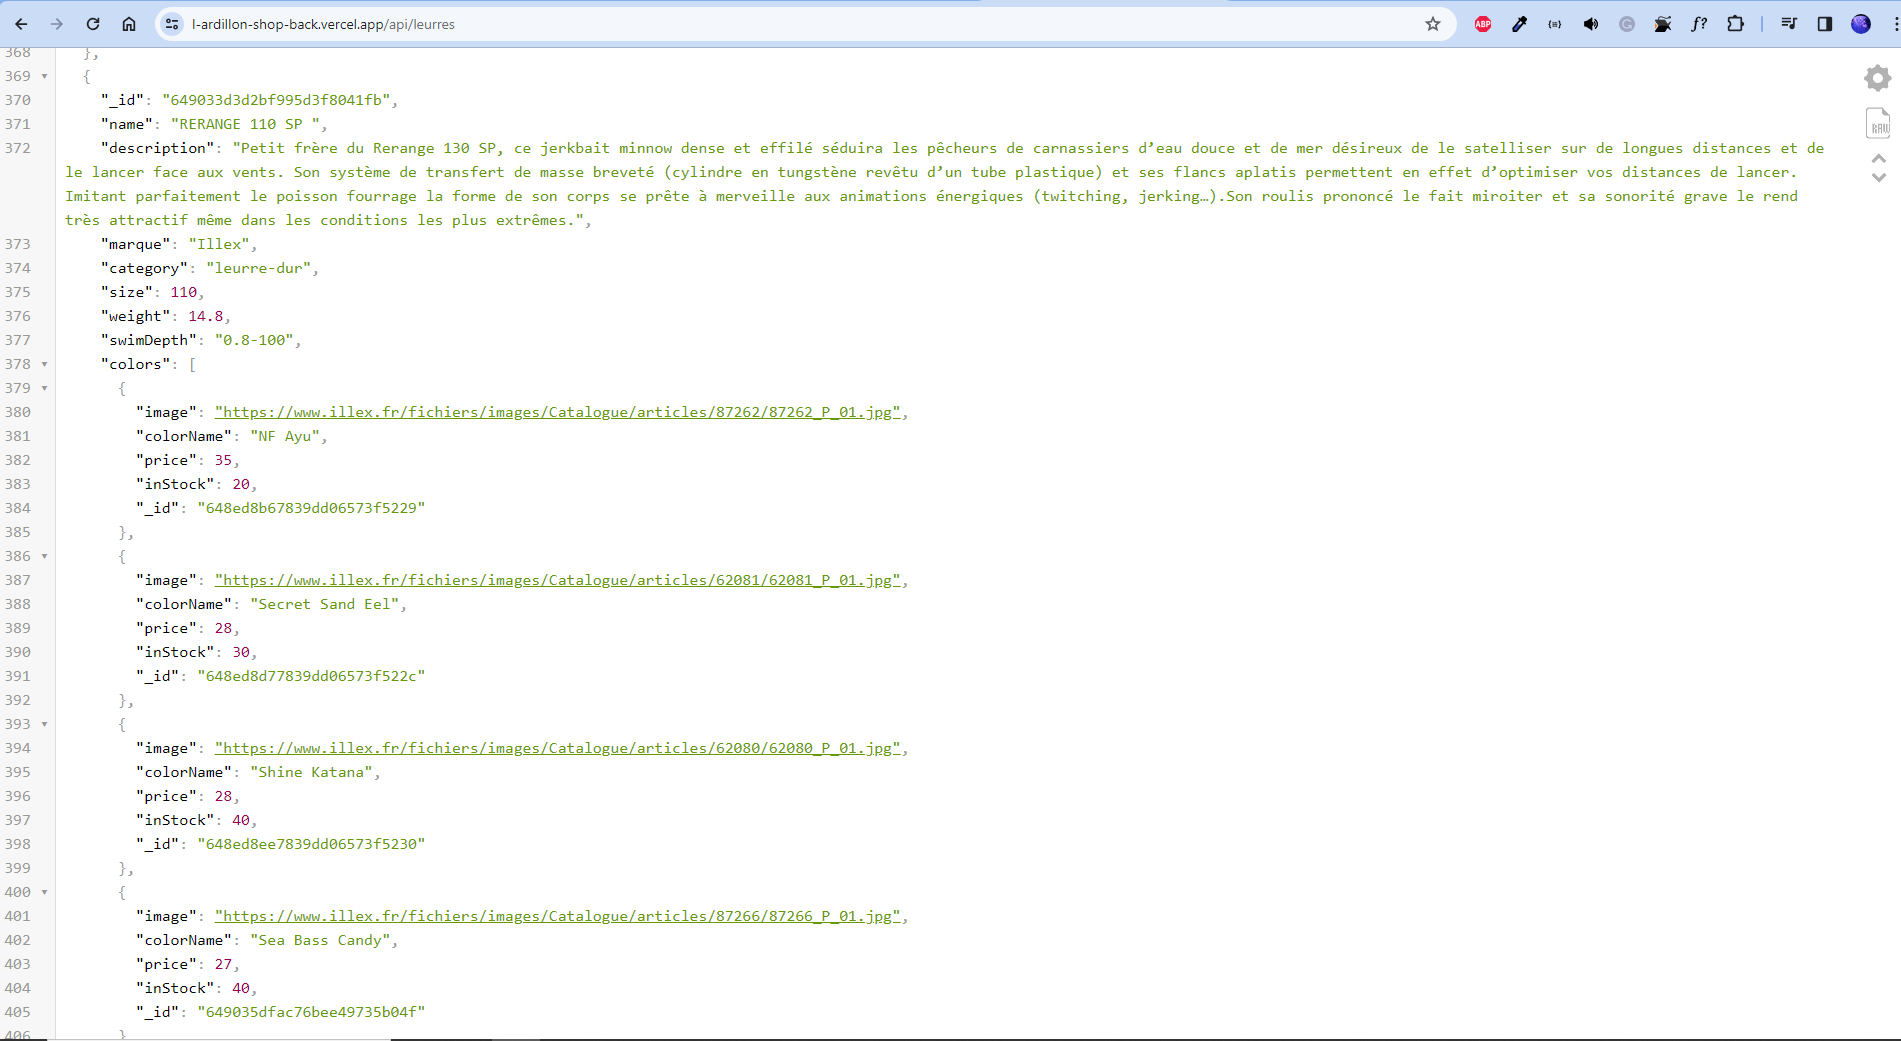 l-ardillon-shop-back.vercel.app/api/leurres
ABP
f?
RAW
368 },
369 {
370 "_id": "649033d3d2bf995d3f8041fb",
371 "name": "RERANGE 110 SP ",
372 "description": "Petit frère du Rerange 130 SP, ce jerkbait minnow dense et effilé séduira les pêcheurs de carnassiers d’eau douce et de mer désireux de le satelliser sur de longues distances et de
le lancer face aux vents. Son système de transfert de masse breveté (cylindre en tungstène revêtu d’un tube plastique) et ses flancs aplatis permettent en effet d’optimiser vos distances de lancer.
Imitant parfaitement le poisson fourrage la forme de son corps se prête à merveille aux animations énergiques (twitching, jerking…).Son roulis prononcé le fait miroiter et sa sonorité grave le rend
très attractif même dans les conditions les plus extrêmes.",
373 "marque": "Illex",
374 "category": "leurre-dur",
375 "size": 110,
376 "weight": 14.8,
377 "swimDepth": "0.8-100",
378 "colors": [
379 {
380 "image": "https://www.illex.fr/fichiers/images/Catalogue/articles/87262/87262_P_01.jpg",
381 "colorName": "NF Ayu",
382 "price": 35,
383 "inStock": 20,
384 "_id": "648ed8b67839dd06573f5229"
385 },
386 {
387 "image": "https://www.illex.fr/fichiers/images/Catalogue/articles/62081/62081_P_01.jpg",
388 "colorName": "Secret Sand Eel",
389 "price": 28,
390 "inStock": 30,
391 "_id": "648ed8d77839dd06573f522c"
392 },
393 {
394 "image": "https://www.illex.fr/fichiers/images/Catalogue/articles/62080/62080_P_01.jpg",
395 "colorName": "Shine Katana",
396 "price": 28,
397 "inStock": 40,
398 "_id": "648ed8ee7839dd06573f5230"
399 },
400 {
401 "image": "https://www.illex.fr/fichiers/images/Catalogue/articles/87266/87266_P_01.jpg",
402 "colorName": "Sea Bass Candy",
403 "price": 27,
404 "inStock": 40,
405 "_id": "649035dfac76bee49735b04f"
406 }